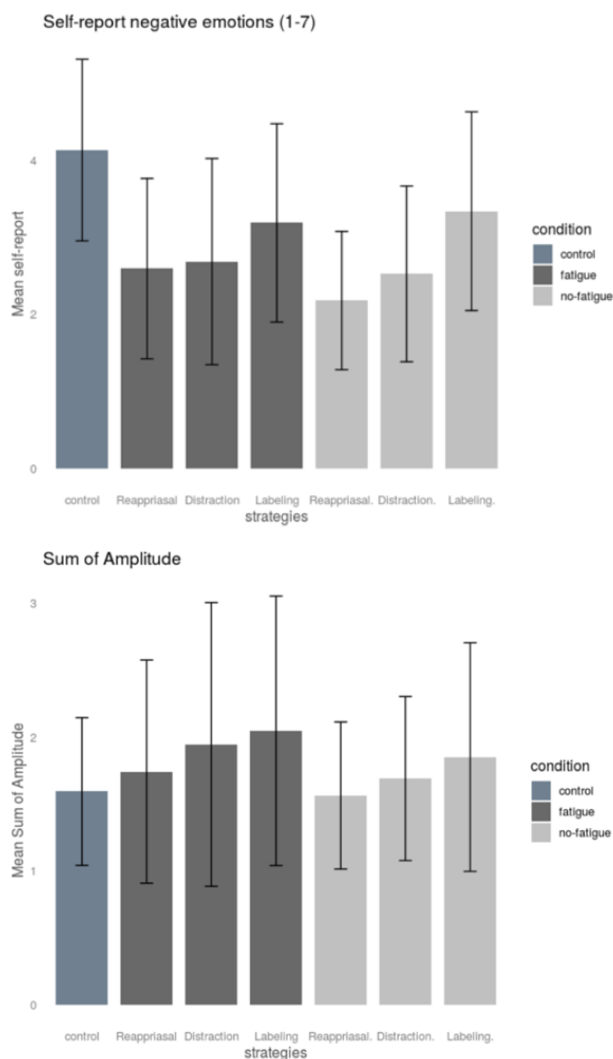 Self-report negative emotions (1-7)
4
2
0
Mean self-report
control Reappriasal Distraction Labeling Reappriasal. Distraction. Labeling.
strategies
condition
control
fatigue
no-fatigue
Sum of Amplitude
3
2
1
0
Mean Sum of Amplitude
control Reappriasal Distraction Labeling Reappriasal. Distraction. Labeling.
strategies
condition
control
fatigue
no-fatigue